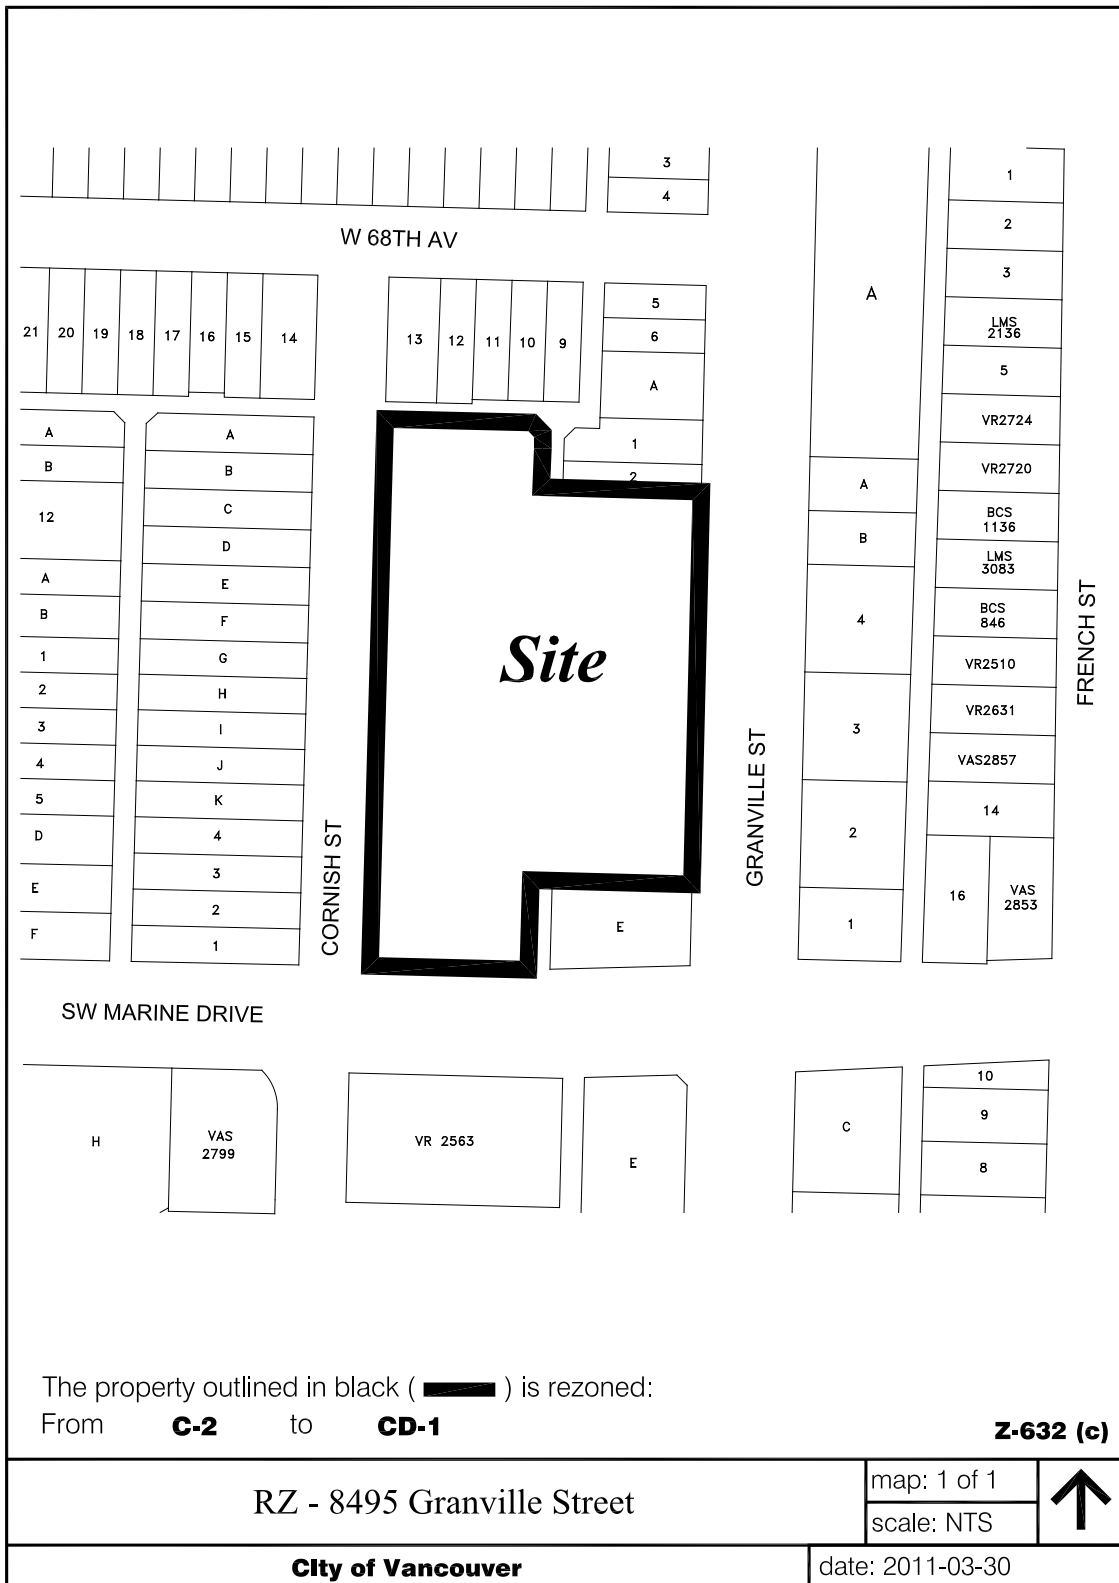 3
4
1
2
3
LMS
2136
5
VR2724
VR2720
BCS
1136
LMS
3083
BCS
846
VR2510
VR2631
VAS2857
14
16
VAS
2853
W 68TH AV
A
21 20 19 18 17 16 15 14
13 12 11 10 9
5
6
A
1
2
A
B
12
A
B
1
2
3
4
5
D
E
F
A
B
C
D
E
F
G
H
I
J
K
4
3
2
1
Site
CORNISH ST
GRANVILLE ST
FRENCH ST
A
B
4
3
2
1
E
SW MARINE DRIVE
H
VAS
2799
VR 2563
E
C
10
9
8
The property outlined in black ( ) is rezoned:
From C-2 to CD-1
Z-632 (c)
RZ - 8495 Granville Street
map: 1 of 1
scale: NTS
City of Vancouver
date: 2011-03-30